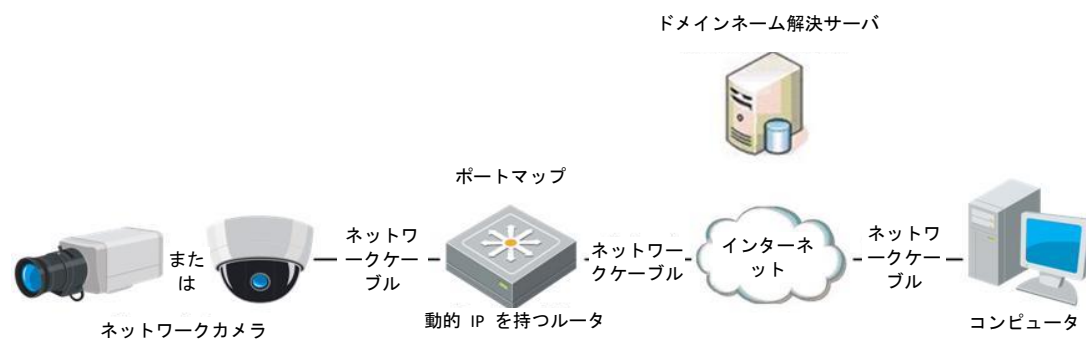 ドメインネーム解決サーバ
ポートマップ
または
ネットワ
ークケー
ブル
ネットワー
クケーブル
インターネ
ット
ネットワ
ークケー
ブル
ネットワークカメラ
動的 IP を持つルータ
コンピュータ